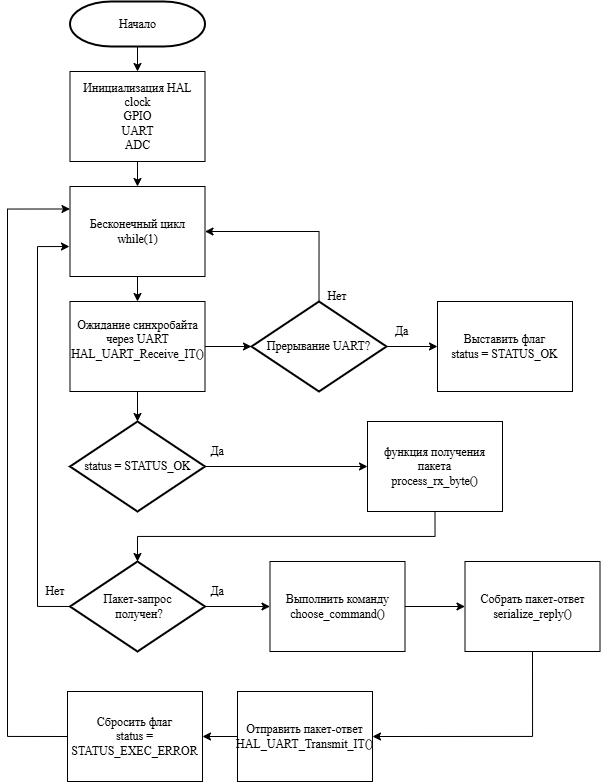 Начало
Инициализация HAL
clock
GPIO
UART
ADC
Бесконечный цикл
while(1)
Нет
Ожидание синхробайта
через UART
HAL_UART_Receive_IT()
Прерывание UART?
Да
Выставить флаг
status = STATUS_OK
status = STATUS_OK
Да
функция получения
пакета
process_rx_byte()
Нет
Пакет-запрос
получен?
Да
Выполнить команду
choose_command()
Собрать пакет-ответ
serialize_reply()
Сбросить флаг
status =
STATUS_EXEC_ERROR
Отправить пакет-ответ
HAL_UART_Transmit_IT()